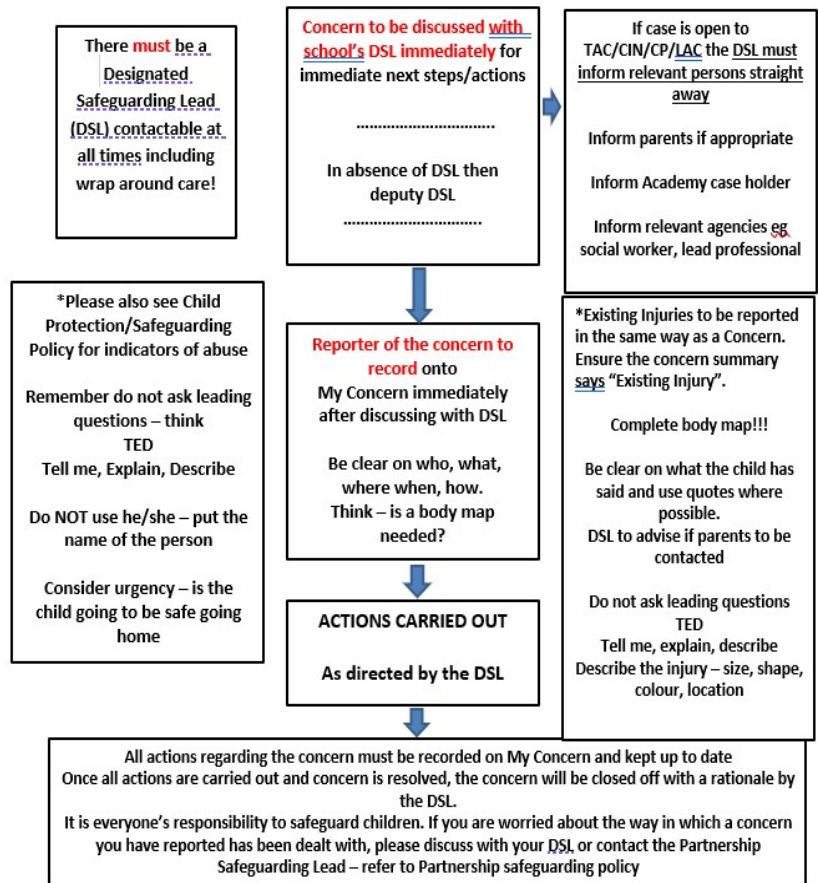 There must be a
Designated
Safeguarding Lead
(DSL) contactable at
all times including
wrap around care!
Concern to be discussed with
school's DSL immediately for
immediate next steps/actions
................................
In absence of DSL then
deputy DSL
................................
If case is open to
TAC/CIN/CP/LAC the DSL must
inform relevant persons straight
away
Inform parents if appropriate
Inform Academy case holder
Inform relevant agencies eg
social worker, lead professional
*Please also see Child
Protection/Safeguarding
Policy for indicators of abuse
Remember do not ask leading
questions – think
TED
Tell me, Explain, Describe
Do NOT use he/she – put the
name of the person
Consider urgency – is the
child going to be safe going
home
Reporter of the concern to
record onto
My Concern immediately
after discussing with DSL
Be clear on who, what,
where when, how.
Think – is a body map
needed?
*Existing Injuries to be reported
in the same way as a Concern.
Ensure the concern summary
says “Existing Injury”.
Complete body map!!!
Be clear on what the child has
said and use quotes where
possible.
DSL to advise if parents to be
contacted
Do not ask leading questions
TED
Tell me, explain, describe
Describe the injury – size, shape,
colour, location
ACTIONS CARRIED OUT
As directed by the DSL
All actions regarding the concern must be recorded on My Concern and kept up to date
Once all actions are carried out and concern is resolved, the concern will be closed off with a rationale by
the DSL.
It is everyone's responsibility to safeguard children. If you are worried about the way in which a concern
you have reported has been dealt with, please discuss with your DSL or contact the Partnership
Safeguarding Lead – refer to Partnership safeguarding policy